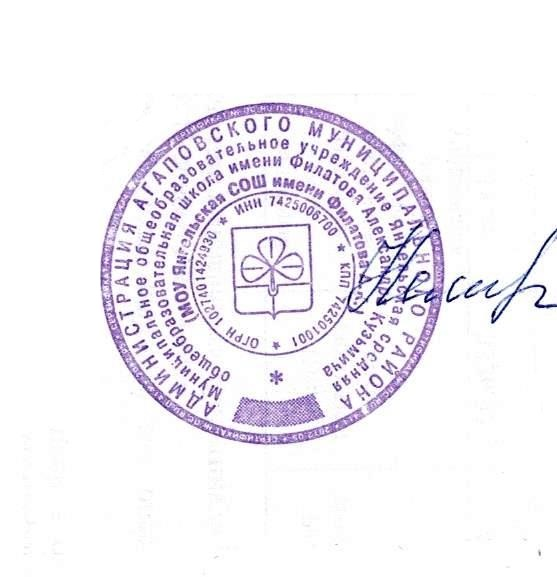 АДМИНИСТРАЦИЯ АГАПОВСКОГО МУНИЦИПАЛЬНОГО РАЙОНА
Муниципальное общеобразовательное учреждение Янгельская средняя
общеобразовательная школа имени Филатова Александра Кузьмича
(МОУ Янгельская СОШ имени Филатова
ОГРН 1027401424930 * ИНН 7425006700 * КПП 742501001 *
*